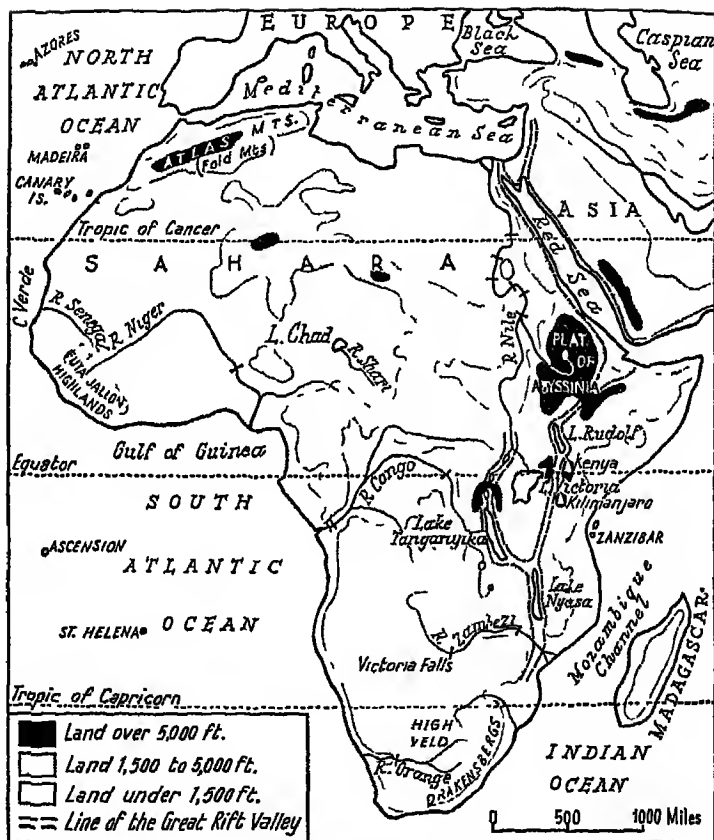 EUROPE
AZORES
NORTH
ATLANTIC
OCEAN
Black
Sea
Caspian
Sea
Mediterranean Sea
MADEIRA
ATLAS MTS.
(Fold Mts)
CANARY
IS.
ASIA
Red Sea
Tropic of Cancer
SAHARA
C Verde
R Senegal
R Niger
L. Chad
R. Shari
R Nile
PLAT.
OF
ABYSSINIA
FUTA JALLON
HIGHLANDS
L. Rudolf
Gulf of Guinea
Kenya
Equator
R Congo
L. Victoria
Kilimanjaro
SOUTH
Lake
Tanganyika
ZANZIBAR
ASCENSION
ATLANTIC
Lake
Nyasa
Mozambique
Channel
MADAGASCAR
ST. HELENA
OCEAN
R. Zambezi
Victoria Falls
Tropic of Capricorn
HIGH
VELD
INDIAN
OCEAN
R. Orange
DRAKENSBERGS
Land over 5,000 ft.
Land 1,500 to 5,000 ft.
Land under 1,500 ft.
Line of the Great Rift Valley
0 500 1000 Miles